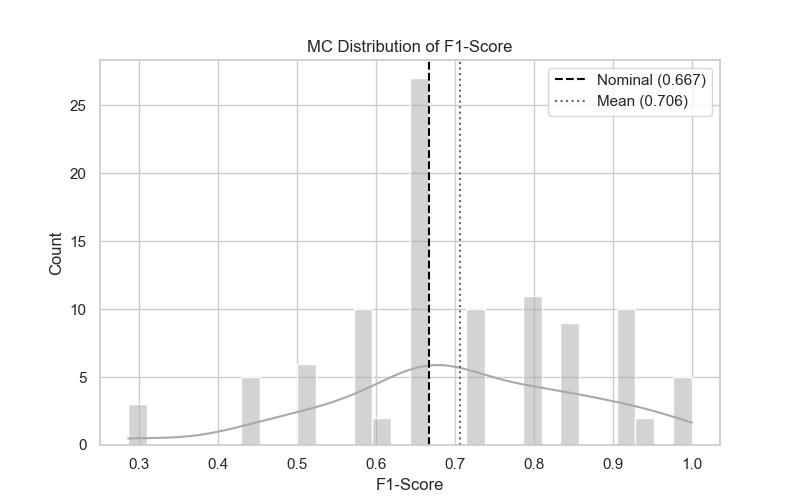 MC Distribution of F1-Score
Nominal (0.667)
Mean (0.706)
Count
25
20
15
10
5
0
0.3 0.4 0.5 0.6 0.7 0.8 0.9 1.0
F1-Score